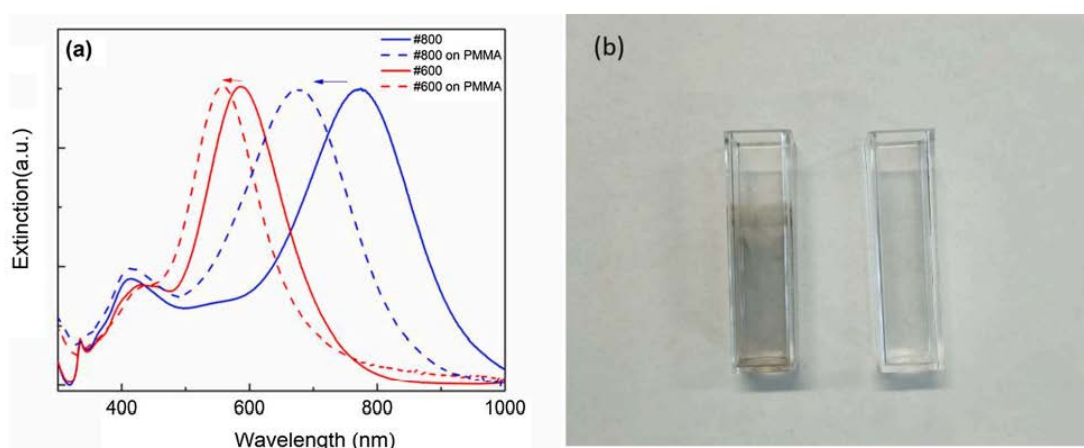 (a)
#800
#800 on PMMA
#600
#600 on PMMA
Extinction(a.u.)
400
600
800
1000
Wavelength (nm)
(b)